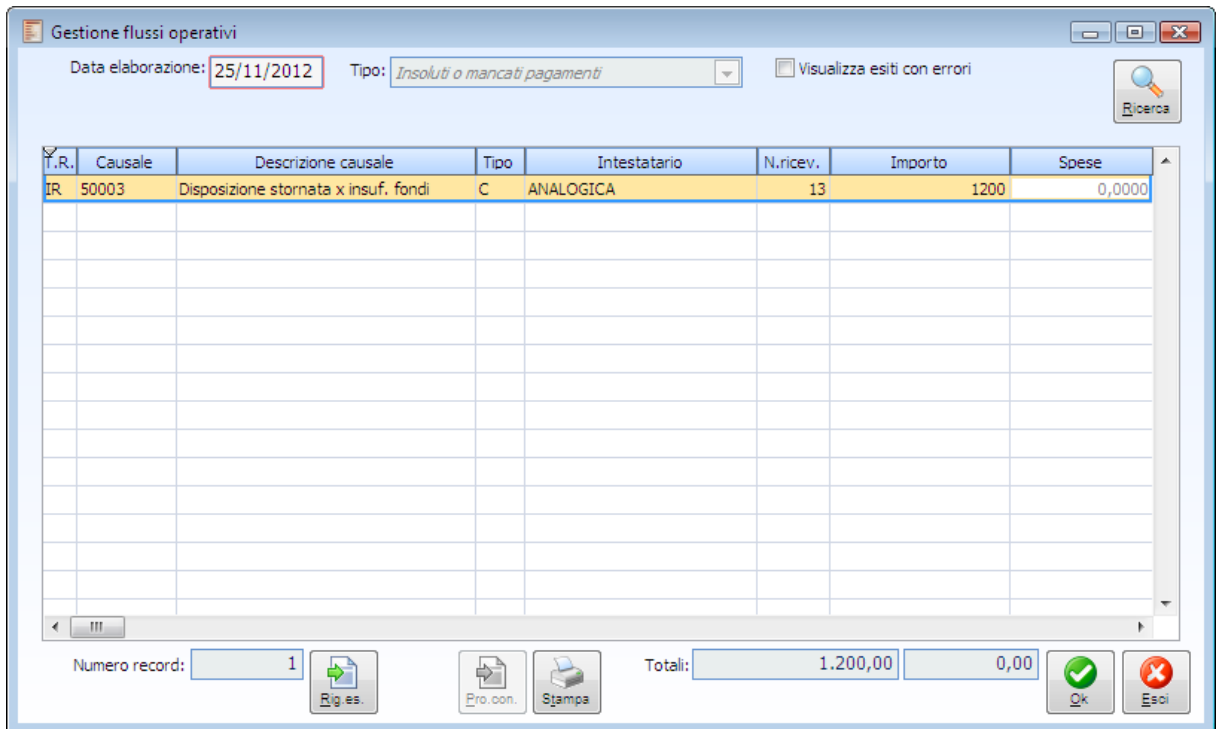 Gestione flussi operativi
Data elaborazione: 25/11/2012 Tipo: Insoluti o mancati pagamenti Visualizza esiti con errori
Ricerca
T.R. Causale Descrizione causale Tipo Intestatario N.ricev. Importo Spese
IR 50003 Disposizione stornata x insuf. fondi C ANALOGICA 13 1200 0,0000
Numero record: 1 Rig.es. Pro.con. Stampa Totali: 1.200,00 0,00 Ok Esci